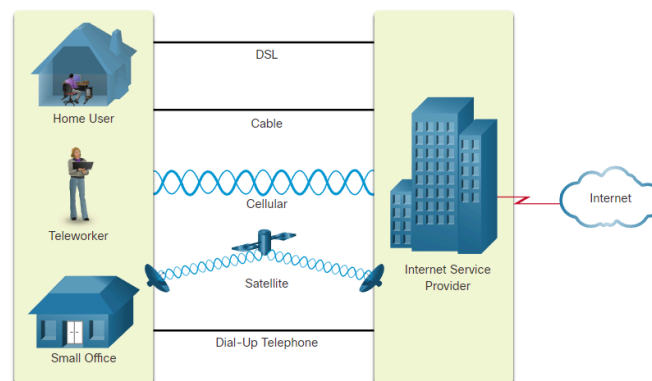 DSL
Home User
Cable
Internet
Cellular
Teleworker
Internet Service
Provider
Satellite
Dial-Up Telephone
Small Office